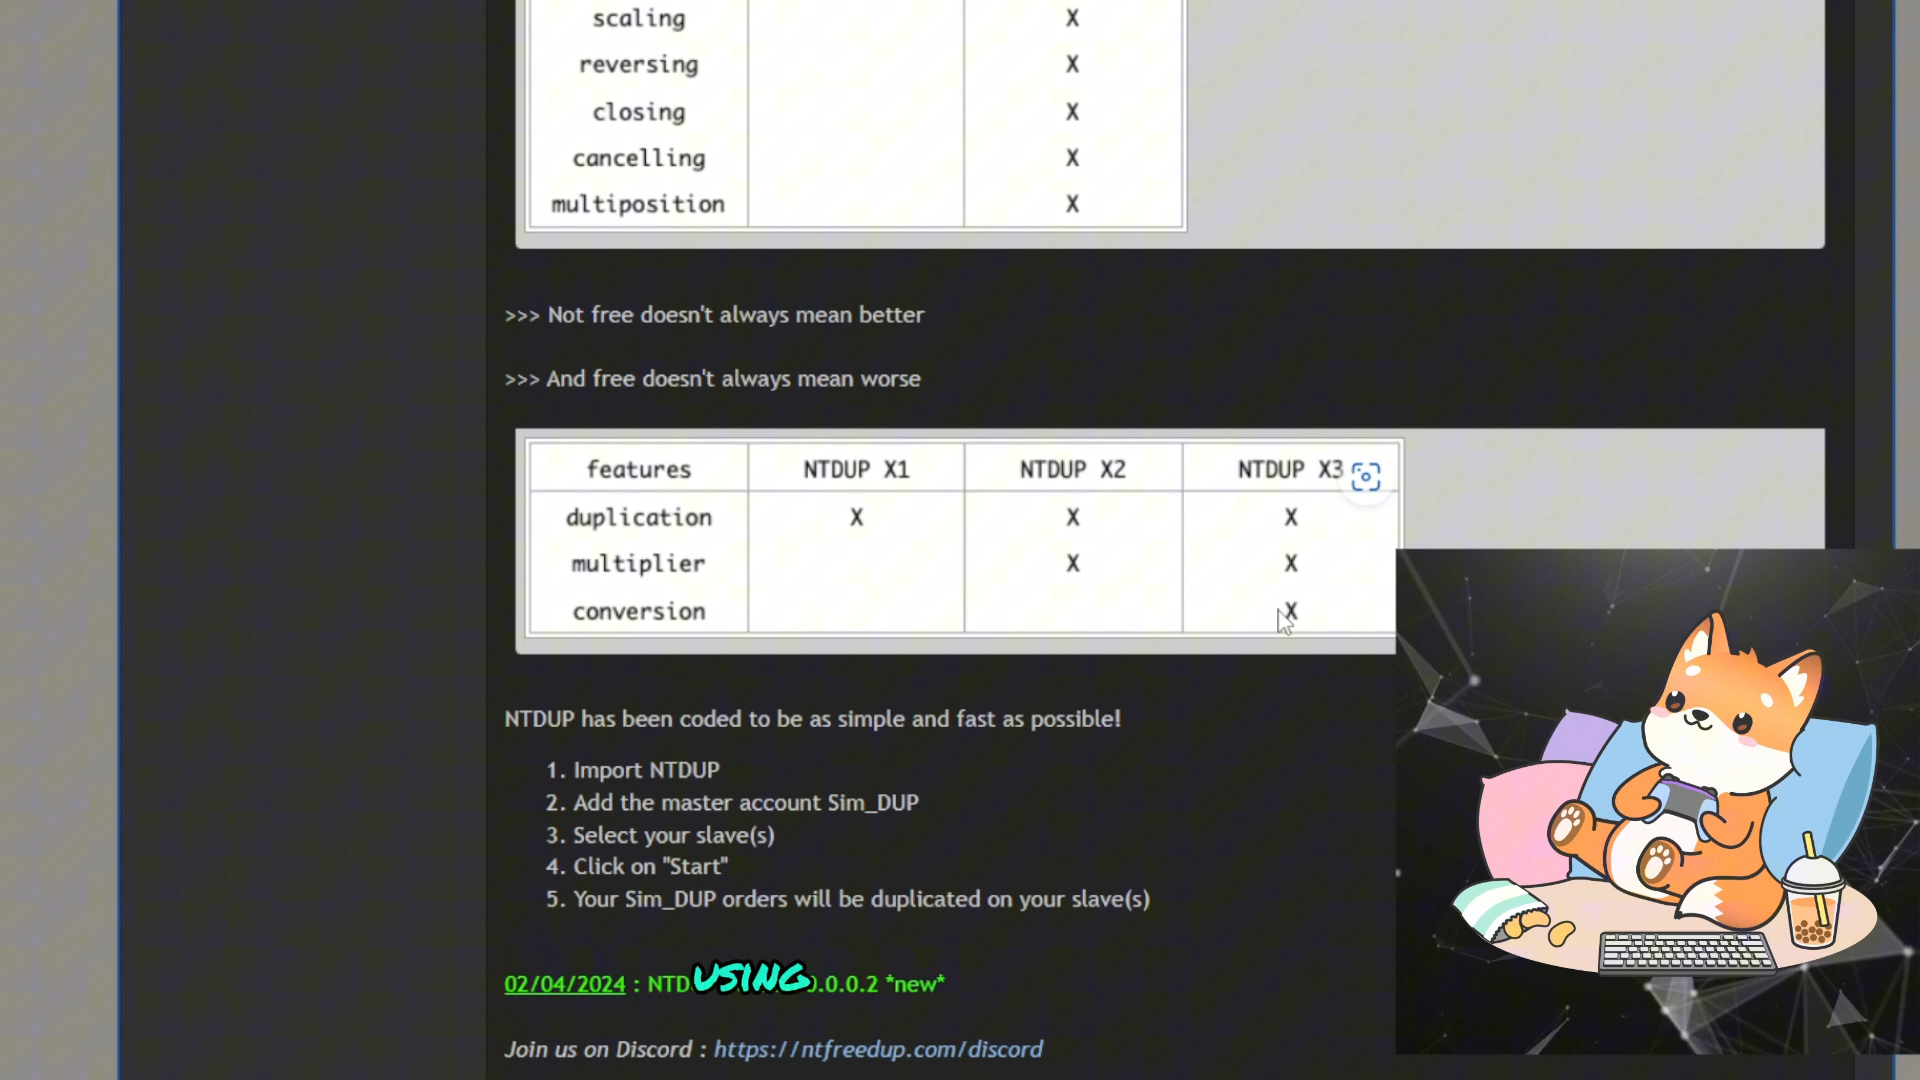 scaling X
reversing X
closing X
cancelling X
multiposition X
>>> Not free doesn't always mean better
>>> And free doesn't always mean worse
features NTDUP X1 NTDUP X2 NTDUP X3
duplication X X X
multiplier X X
conversion X
NTDUP has been coded to be as simple and fast as possible!
1. Import NTDUP
2. Add the master account Sim_DUP
3. Select your slave(s)
4. Click on "Start"
5. Your Sim_DUP orders will be duplicated on your slave(s)
02/04/2024 : NTD .0.0.2 *new*
USING
Join us on Discord : https://ntfreedup.com/discord